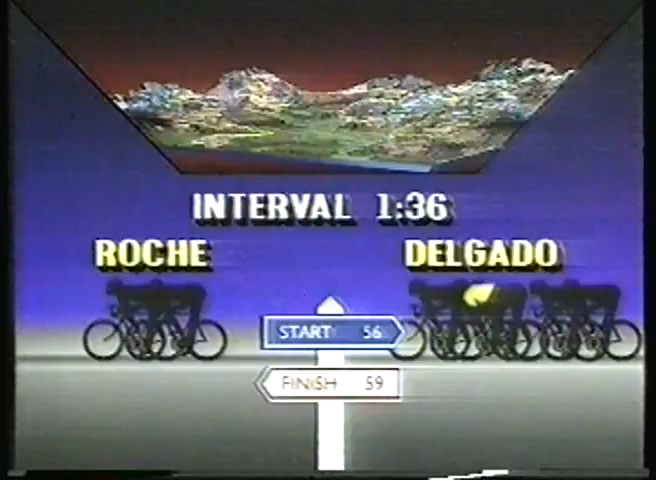 INTERVAL 1:36
ROCHE DELGADO
START 56
FINISH 59